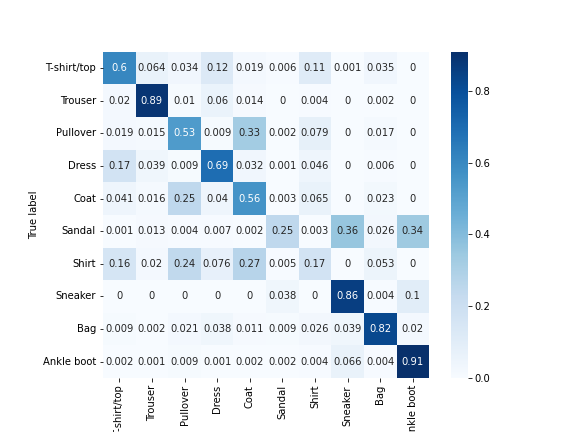 T-shirt/top 0.6 0.064 0.034 0.12 0.019 0.006 0.11 0.001 0.035 0
Trouser 0.02 0.89 0.01 0.06 0.014 0 0.004 0 0.002 0
Pullover 0.019 0.015 0.53 0.009 0.33 0.002 0.079 0 0.017 0
Dress 0.17 0.039 0.009 0.69 0.032 0.001 0.046 0 0.006 0
Coat 0.041 0.016 0.25 0.04 0.56 0.003 0.065 0 0.023 0
Sandal 0.001 0.013 0.004 0.007 0.002 0.25 0.003 0.36 0.026 0.34
Shirt 0.16 0.02 0.24 0.076 0.27 0.005 0.17 0 0.053 0
Sneaker 0 0 0 0 0 0.038 0 0.86 0.004 0.1
Bag 0.009 0.002 0.021 0.038 0.011 0.009 0.026 0.039 0.82 0.02
Ankle boot 0.002 0.001 0.009 0.001 0.002 0.002 0.004 0.066 0.004 0.91
True label
-shirt/top
Trouser
Pullover
Dress
Coat
Sandal
Shirt
Sneaker
Bag
nkle boot
0.8
0.6
0.4
0.2
0.0